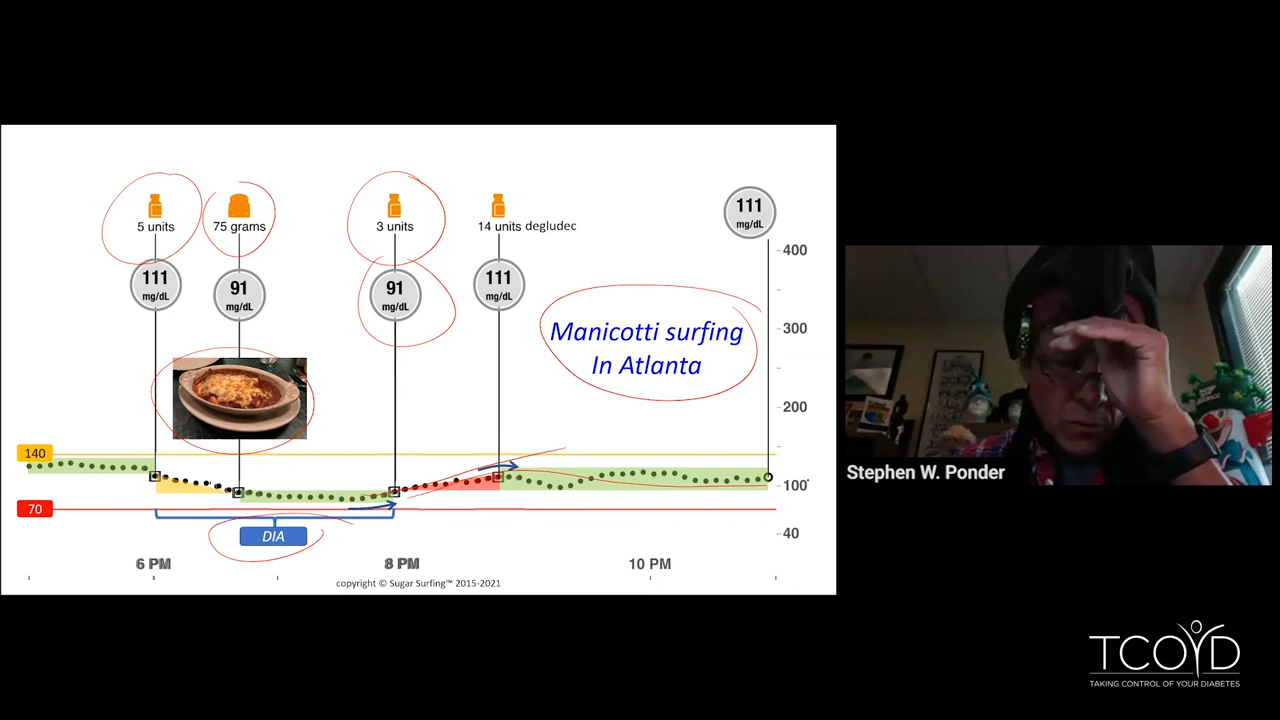 5 units
75 grams
3 units
14 units degludec
111
mg/dL
400
111
mg/dL
91
mg/dL
91
mg/dL
111
mg/dL
300
Manicotti surfing
In Atlanta
200
140
100
70
DIA
40
6 PM
8 PM
10 PM
copyright © Sugar Surfing™ 2015-2021
Stephen W. Ponder
TCOYD
TAKING CONTROL OF YOUR DIABETES